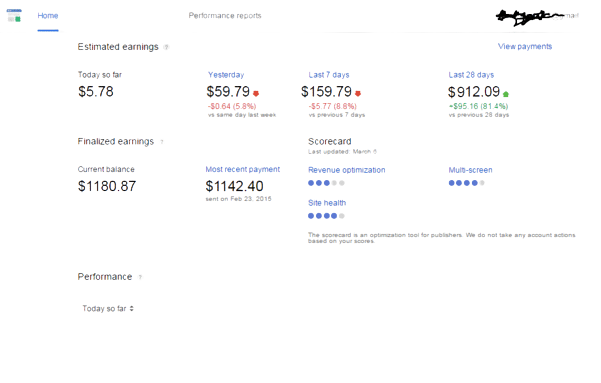 Home
Performance reports
Estimated earnings ?
View payments
Today so far
$5.78
Yesterday
$59.79
-$0.64 (5.8%)
vs same day last week
Last 7 days
$159.79
-$5.77 (8.8%)
vs previous 7 days
Last 28 days
$912.09
+$95.16 (81.4%)
vs previous 28 days
Finalized earnings ?
Current balance
$1180.87
Most recent payment
$1142.40
sent on Feb 23, 2015
Scorecard
Last updated: March ?
Revenue optimization
Multi-screen
Site health
The scorecard is an optimization tool for publishers. We do not take any account actions
based on your scores.
Performance ?
Today so far